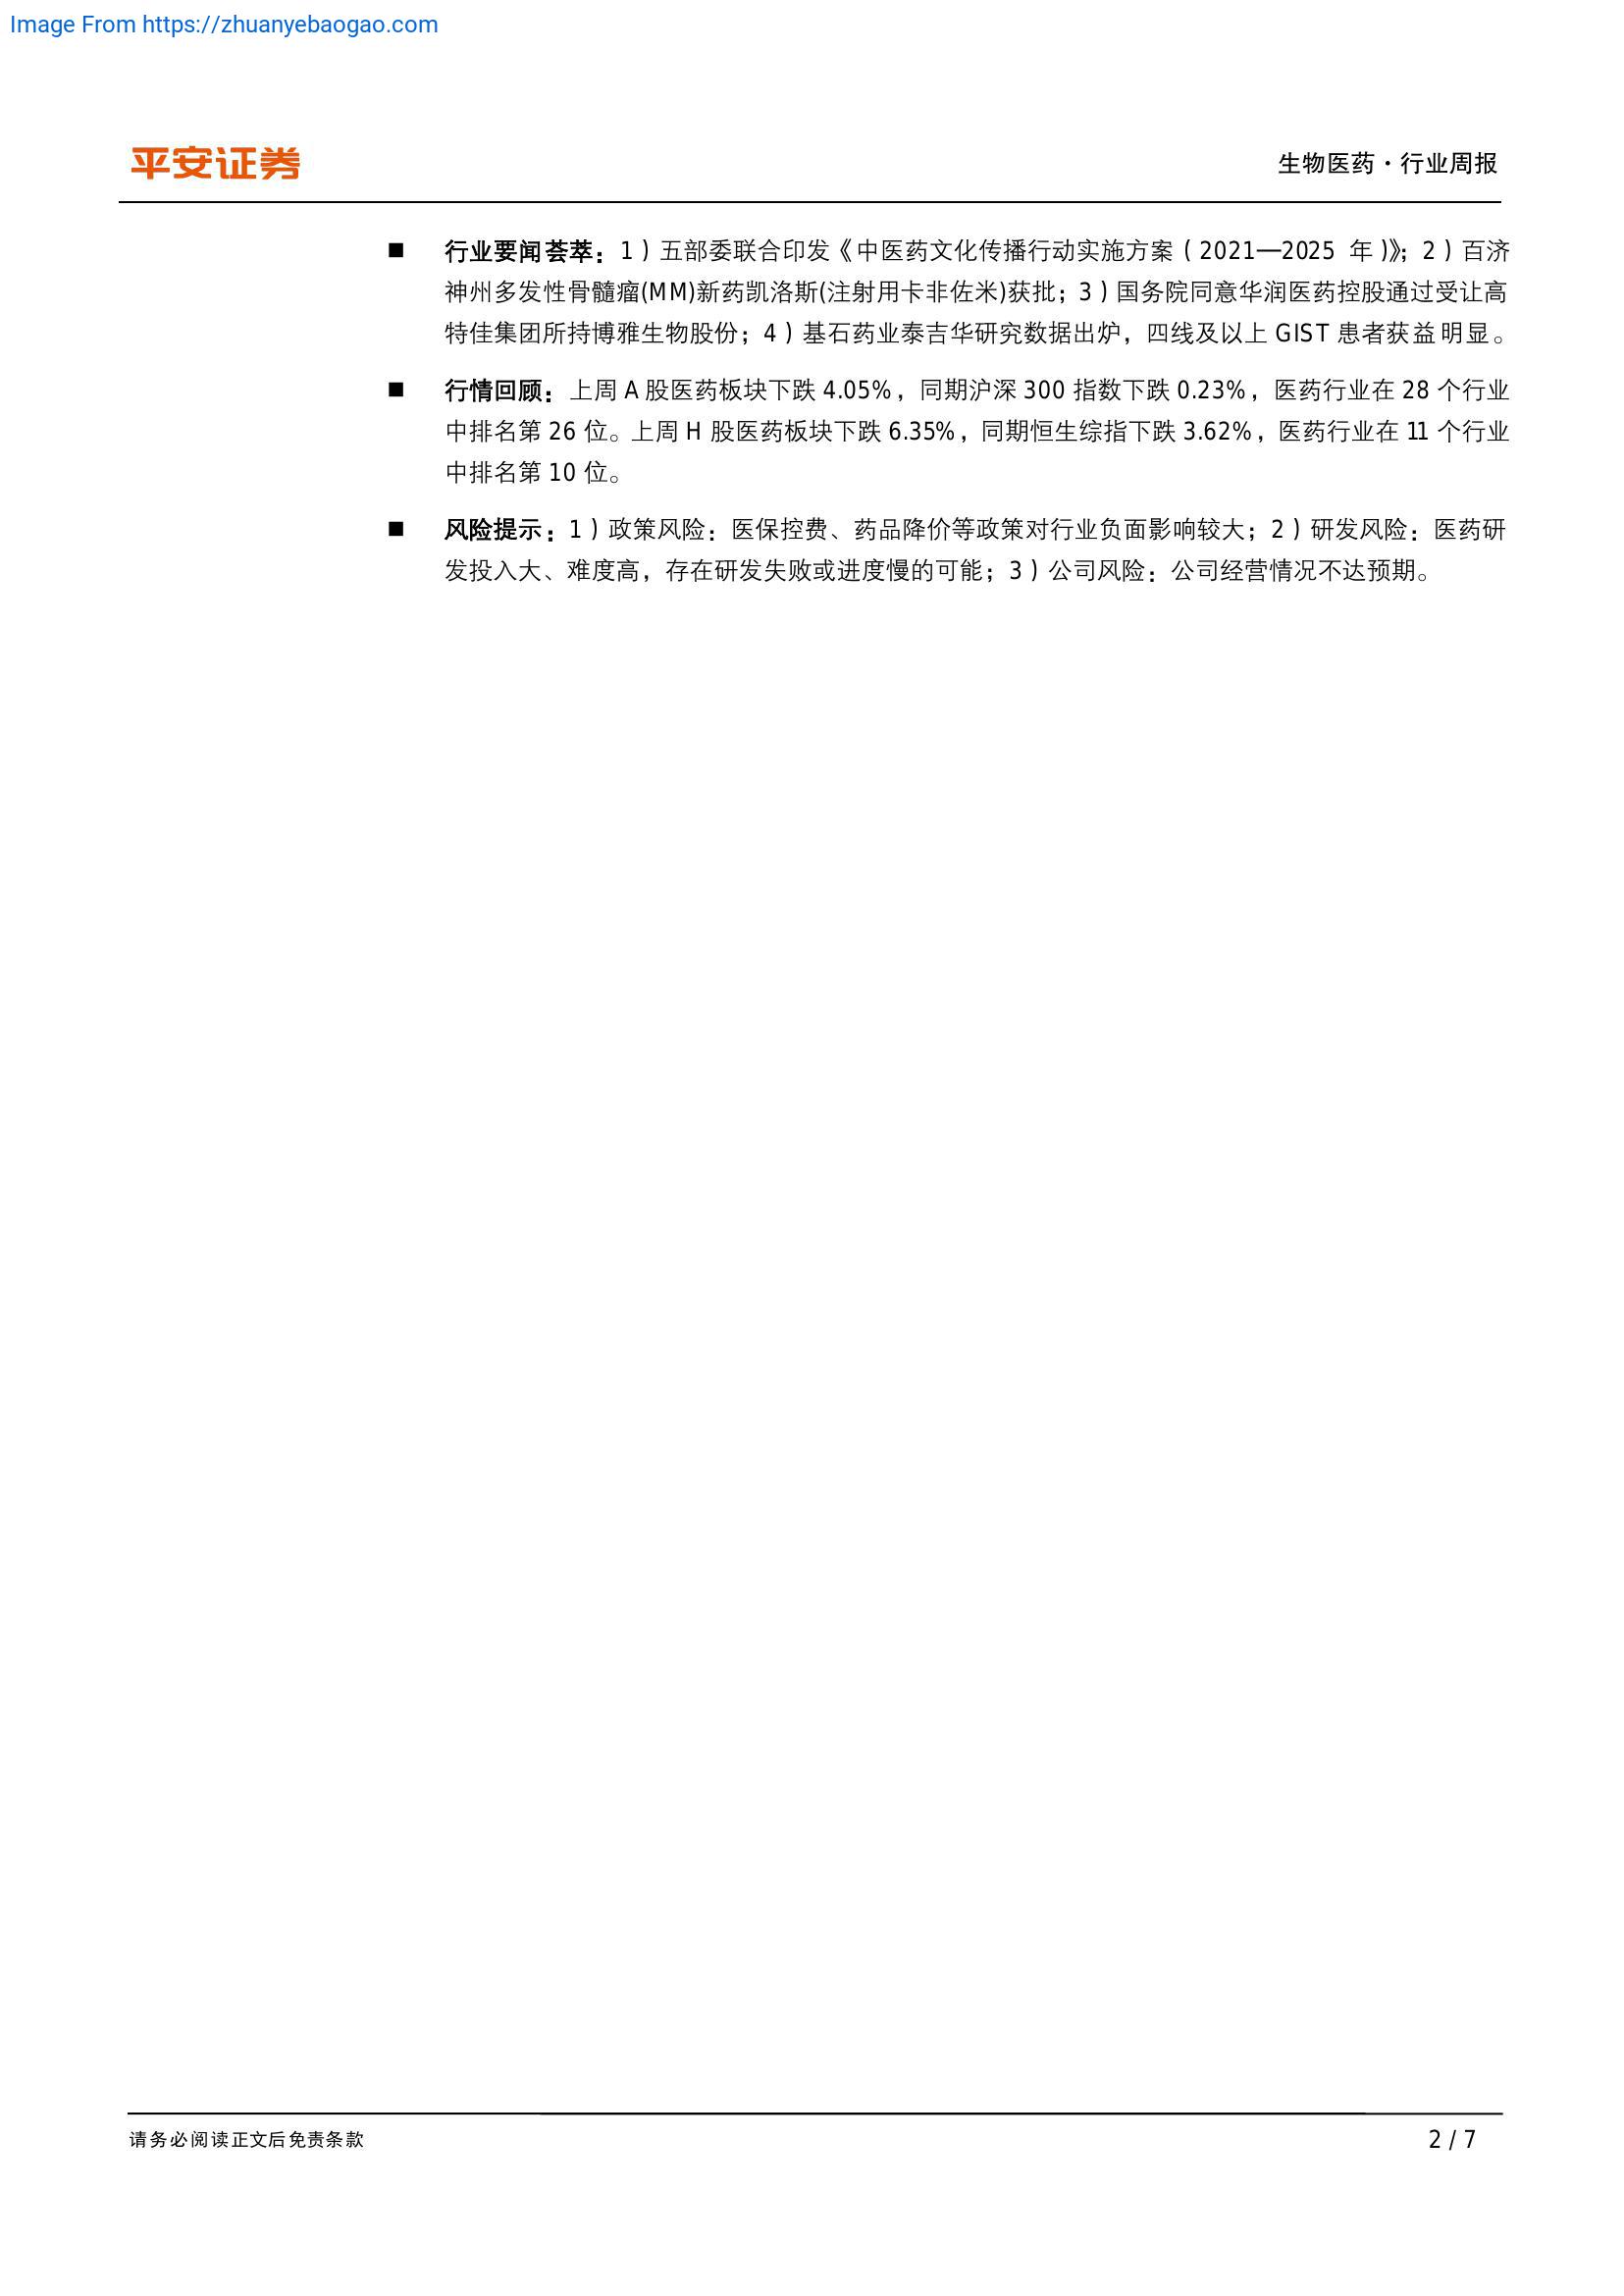 Image From https://zhuanyebaogao.com
平安证券
生物医药·行业周报
■ 行业要闻荟萃：1）五部委联合印发《中医药文化传播行动实施方案（2021—2025 年）》；2）百济
神州多发性骨髓瘤(MM)新药凯洛斯(注射用卡非佐米)获批；3）国务院同意华润医药控股通过受让高
特佳集团所持博雅生物股份；4）基石药业泰吉华研究数据出炉，四线及以上 GIST 患者获益明显。
■ 行情回顾：上周 A 股医药板块下跌 4.05%，同期沪深 300 指数下跌 0.23%，医药行业在 28 个行业
中排名第 26 位。上周 H 股医药板块下跌 6.35%，同期恒生综指下跌 3.62%，医药行业在 11 个行业
中排名第 10 位。
■ 风险提示：1）政策风险：医保控费、药品降价等政策对行业负面影响较大；2）研发风险：医药研
发投入大、难度高，存在研发失败或进度慢的可能；3）公司风险：公司经营情况不达预期。
请务必阅读正文后免责条款
2 / 7